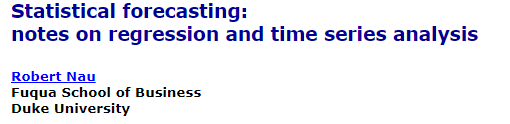 Statistical forecasting:
notes on regression and time series analysis
Robert Nau
Fuqua School of Business
Duke University